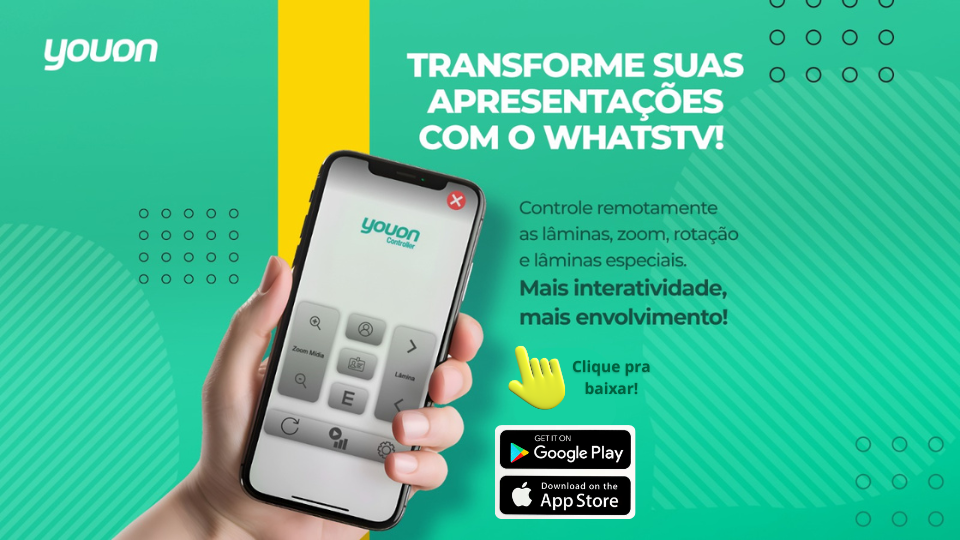 youon
TRANSFORME SUAS
APRESENTAÇÕES
COM O WHATSTV!
Controle remotamente
as lâminas, zoom, rotação
e lâminas especiais.
Mais interatividade,
mais envolvimento!
youon
Controller
Zoom Mídia
Lâmina
E
Clique pra
baixar!
GET IT ON
Google Play
Download on the
App Store